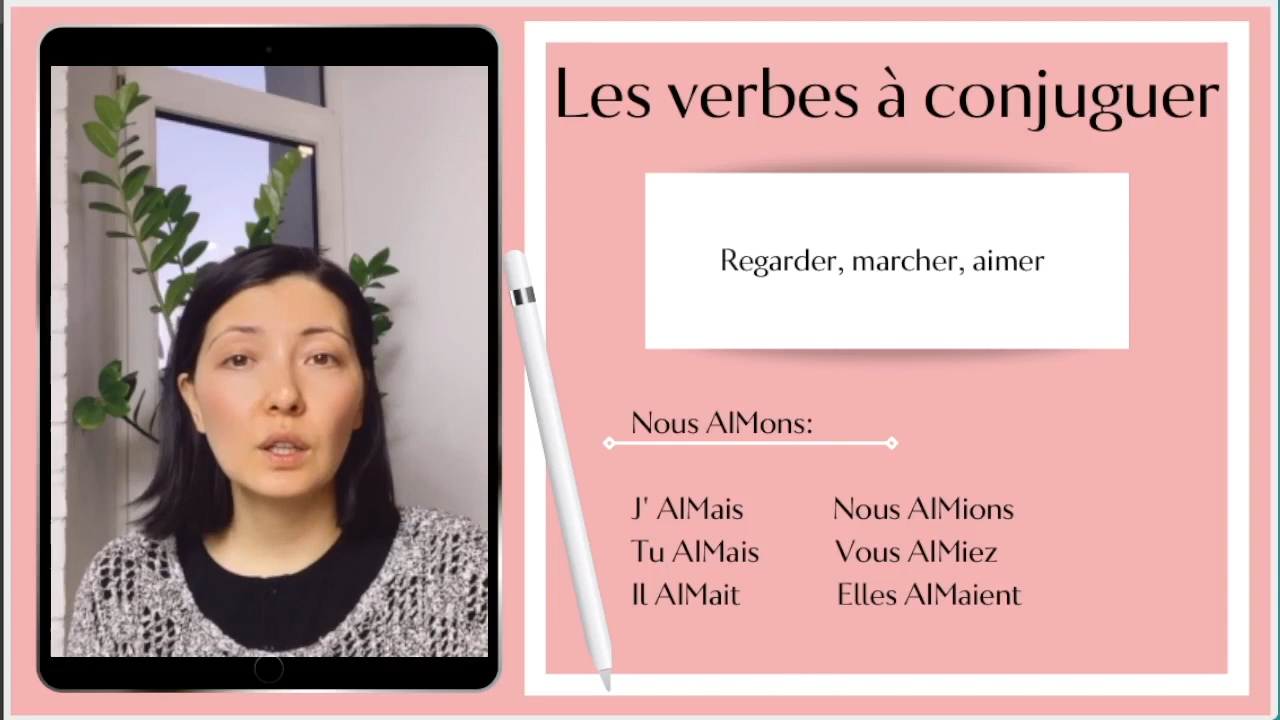 Les verbes à conjuguer
Regarder, marcher, aimer
Nous AIMons:
J' AIMais
Tu AIMais
Il AIMait
Nous AIMions
Vous AIMiez
Elles AIMaient